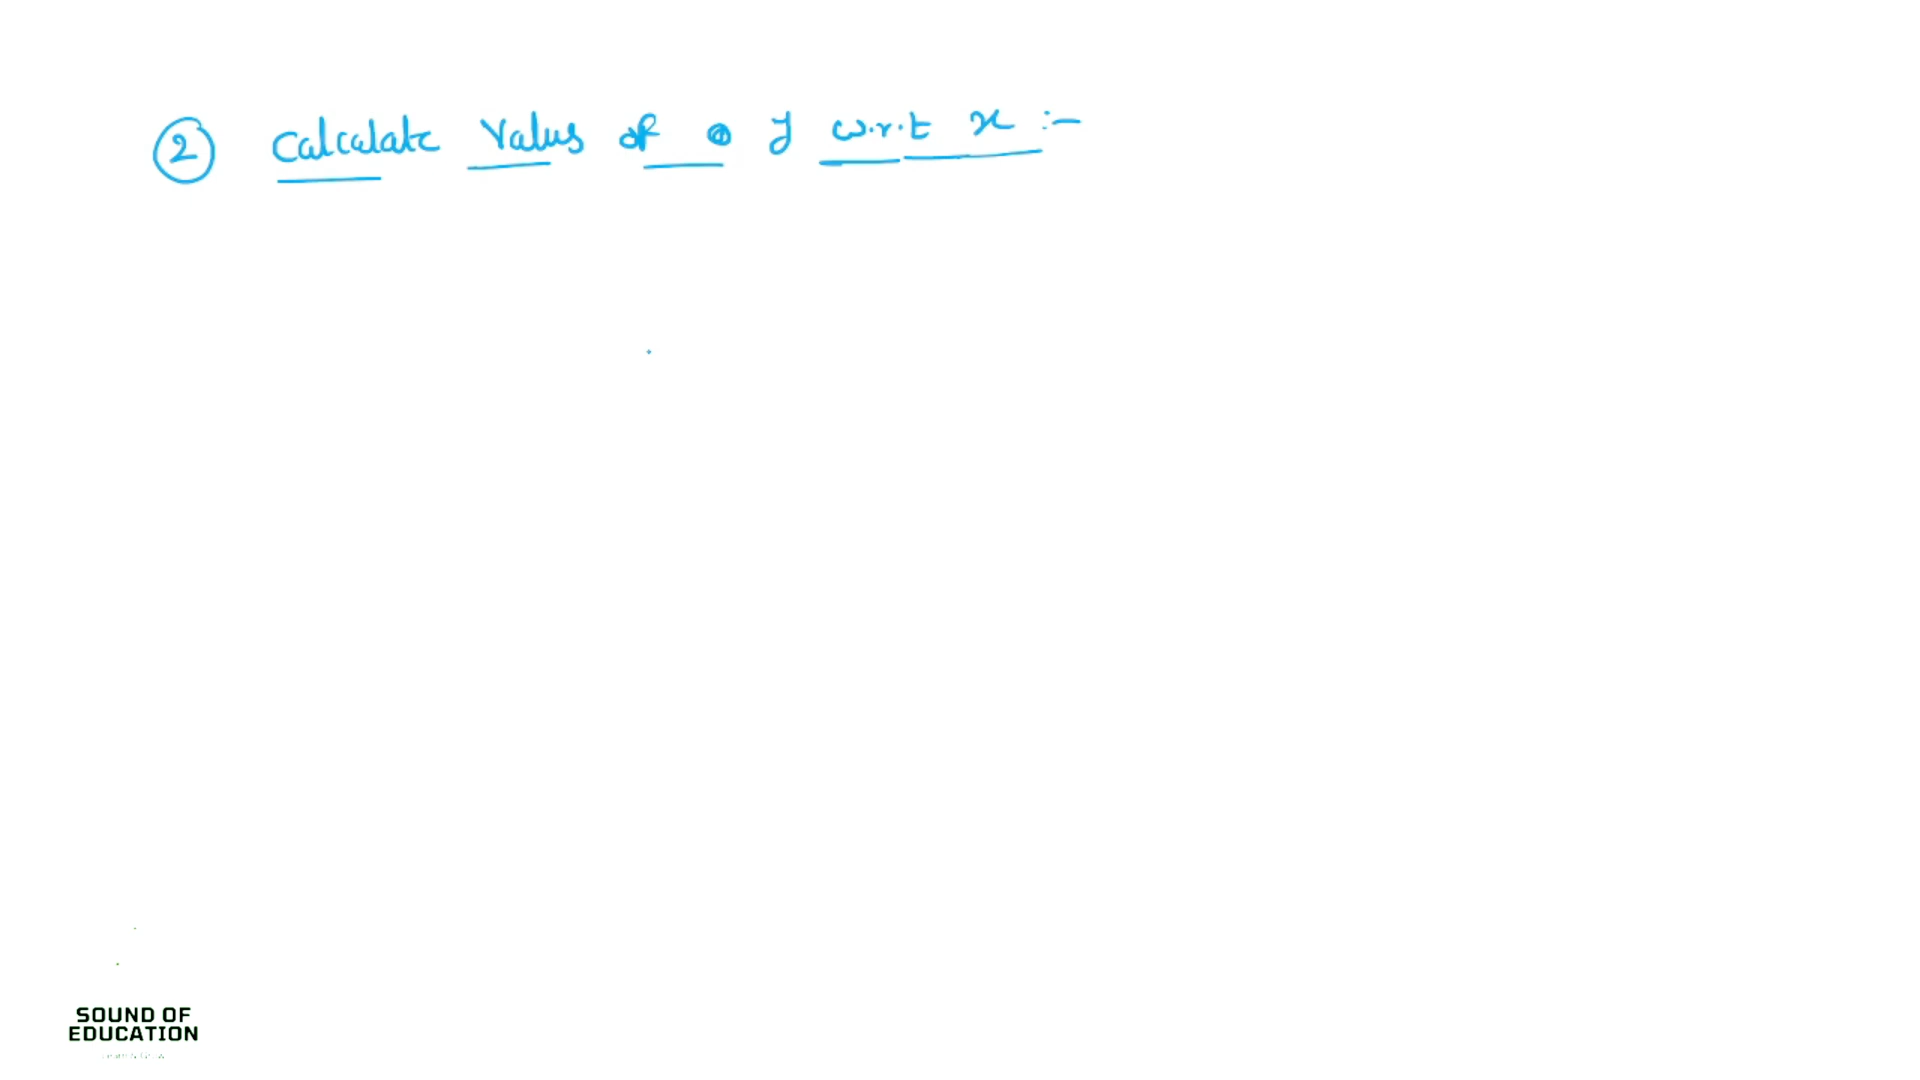 ② Calculate Values of y w.r.t x :-
SOUND OF
EDUCATION